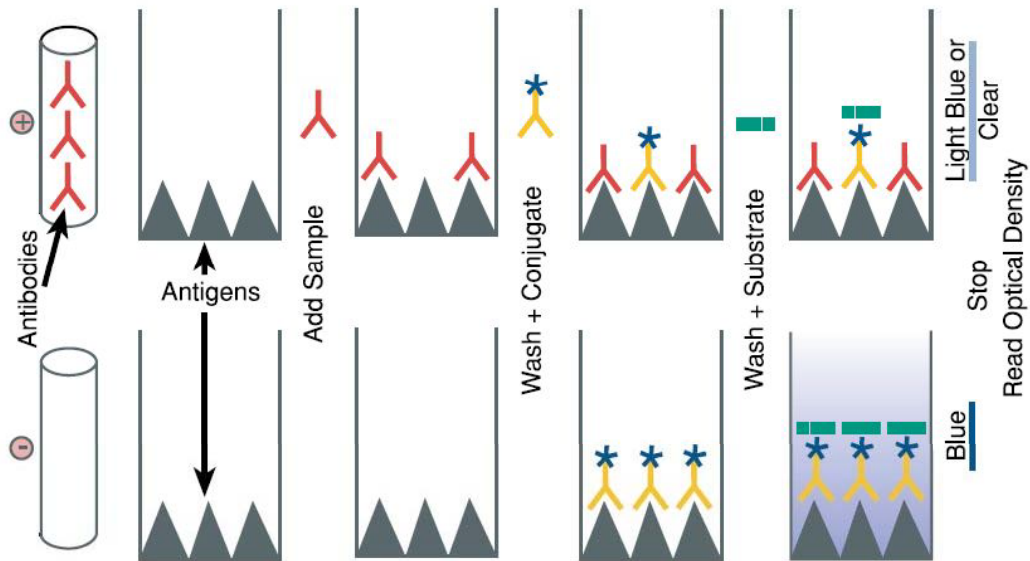 +
Antibodies
Antigens
Add Sample
Wash + Conjugate
Wash + Substrate
Light Blue or
Clear
Stop
Read Optical Density
-
Blue